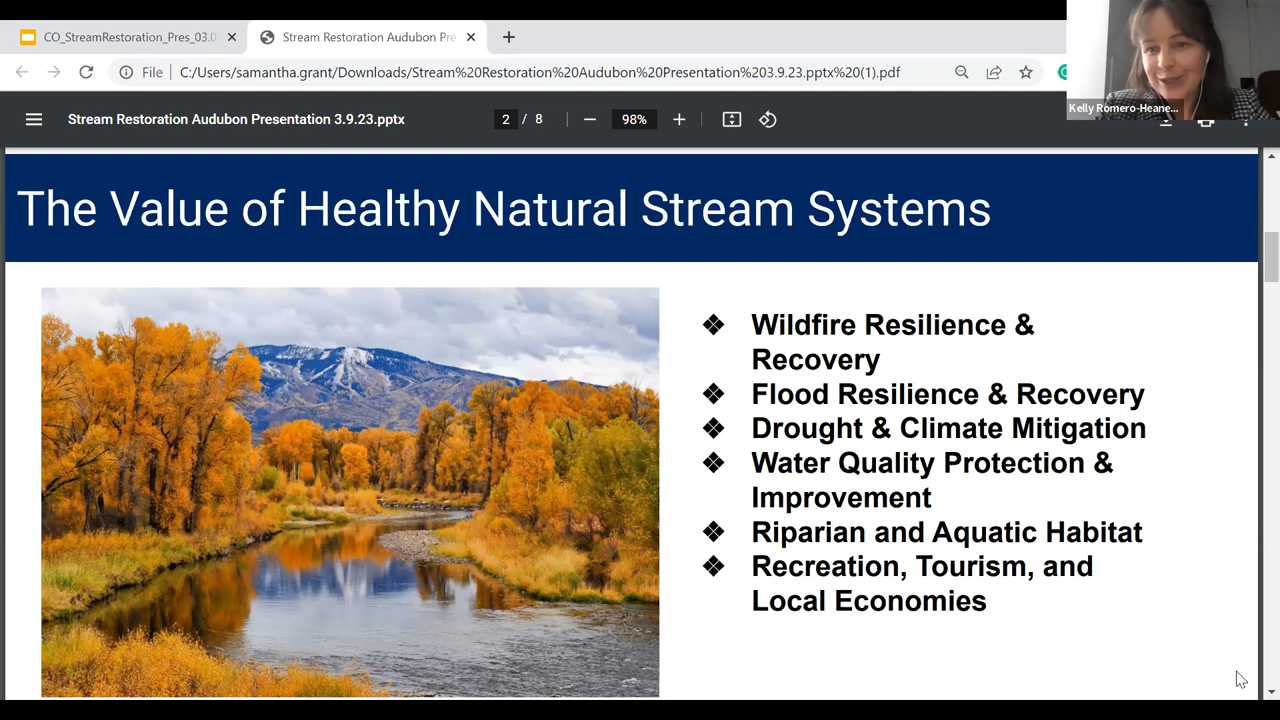 CO_StreamRestoration_Pres_03.0
Stream Restoration Audubon Pre
File
C:/Users/samantha.grant/Downloads/Stream%20Restoration%20Audubon%20Presentation%203.9.23.pptx%20(1).pdf
Kelly Romero-Heane...
Stream Restoration Audubon Presentation 3.9.23.pptx
2 / 8
98%
The Value of Healthy Natural Stream Systems
❖ Wildfire Resilience &
Recovery
❖ Flood Resilience & Recovery
❖ Drought & Climate Mitigation
❖ Water Quality Protection &
Improvement
❖ Riparian and Aquatic Habitat
❖ Recreation, Tourism, and
Local Economies